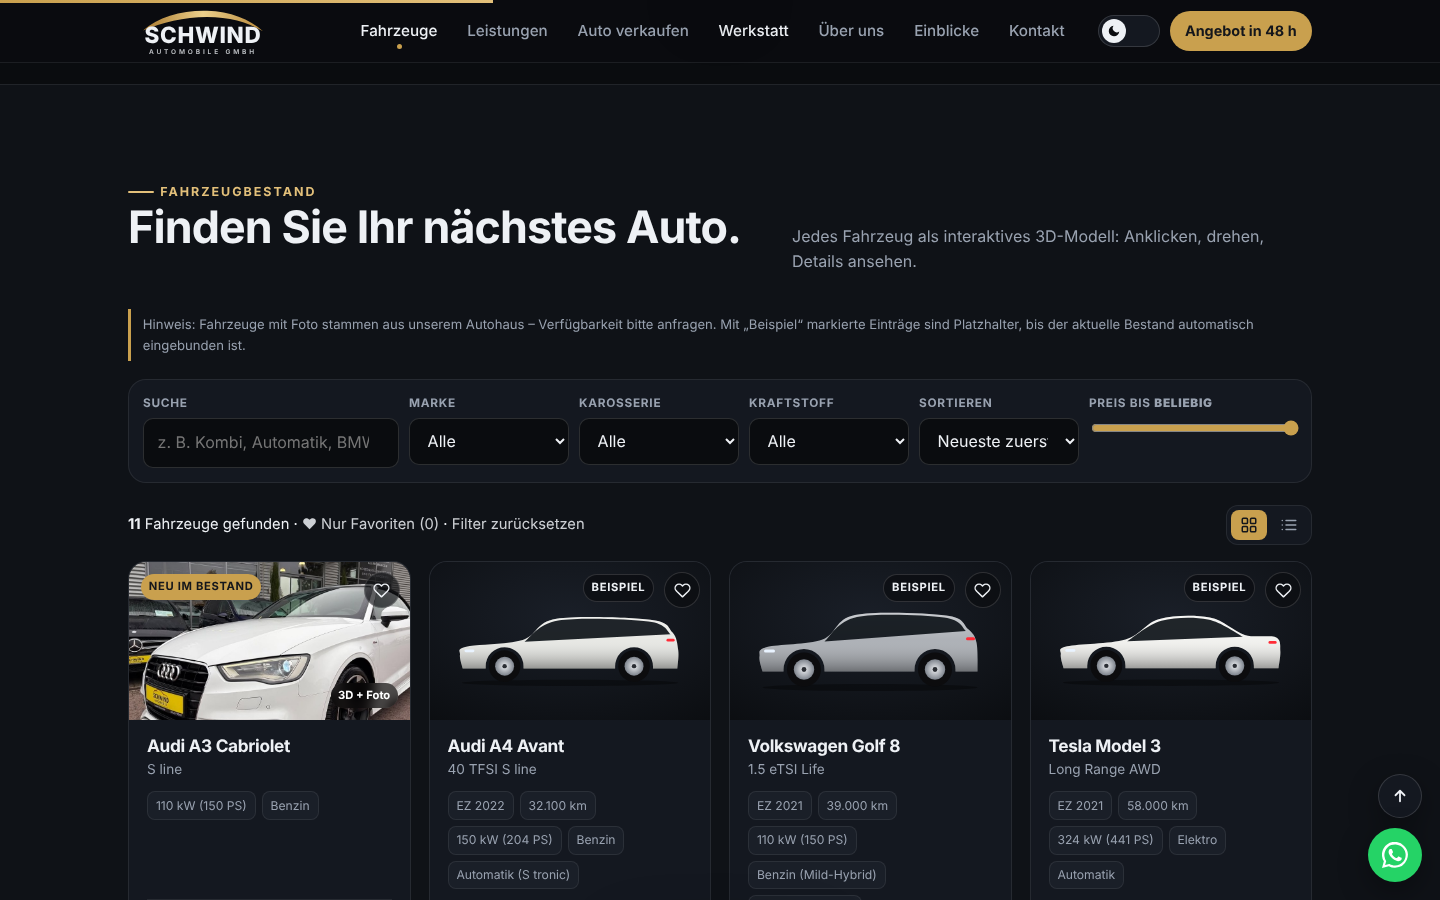 SCHWIND
AUTOMOBILE GMBH
Fahrzeuge
Leistungen
Auto verkaufen
Werkstatt
Über uns
Einblicke
Kontakt
Angebot in 48 h
FAHRZEUGBESTAND
Finden Sie Ihr nächstes Auto.
Jedes Fahrzeug als interaktives 3D-Modell: Anklicken, drehen,
Details ansehen.
Hinweis: Fahrzeuge mit Foto stammen aus unserem Autohaus – Verfügbarkeit bitte anfragen. Mit „Beispiel“ markierte Einträge sind Platzhalter, bis der aktuelle Bestand automatisch
eingebunden ist.
SUCHE
MARKE
KAROSSERIE
KRAFTSTOFF
SORTIEREN
PREIS BIS BELIEBIG
z. B. Kombi, Automatik, BMW
Alle
Alle
Alle
Neueste zuers
11 Fahrzeuge gefunden · ♥ Nur Favoriten (0) · Filter zurücksetzen
NEU IM BESTAND
3D + Foto
BEISPIEL
BEISPIEL
BEISPIEL
Audi A3 Cabriolet
S line
110 kW (150 PS)
Benzin
Audi A4 Avant
40 TFSI S line
EZ 2022
32.100 km
150 kW (204 PS)
Benzin
Automatik (S tronic)
Volkswagen Golf 8
1.5 eTSI Life
EZ 2021
39.000 km
110 kW (150 PS)
Benzin (Mild-Hybrid)
Tesla Model 3
Long Range AWD
EZ 2021
58.000 km
324 kW (441 PS)
Elektro
Automatik